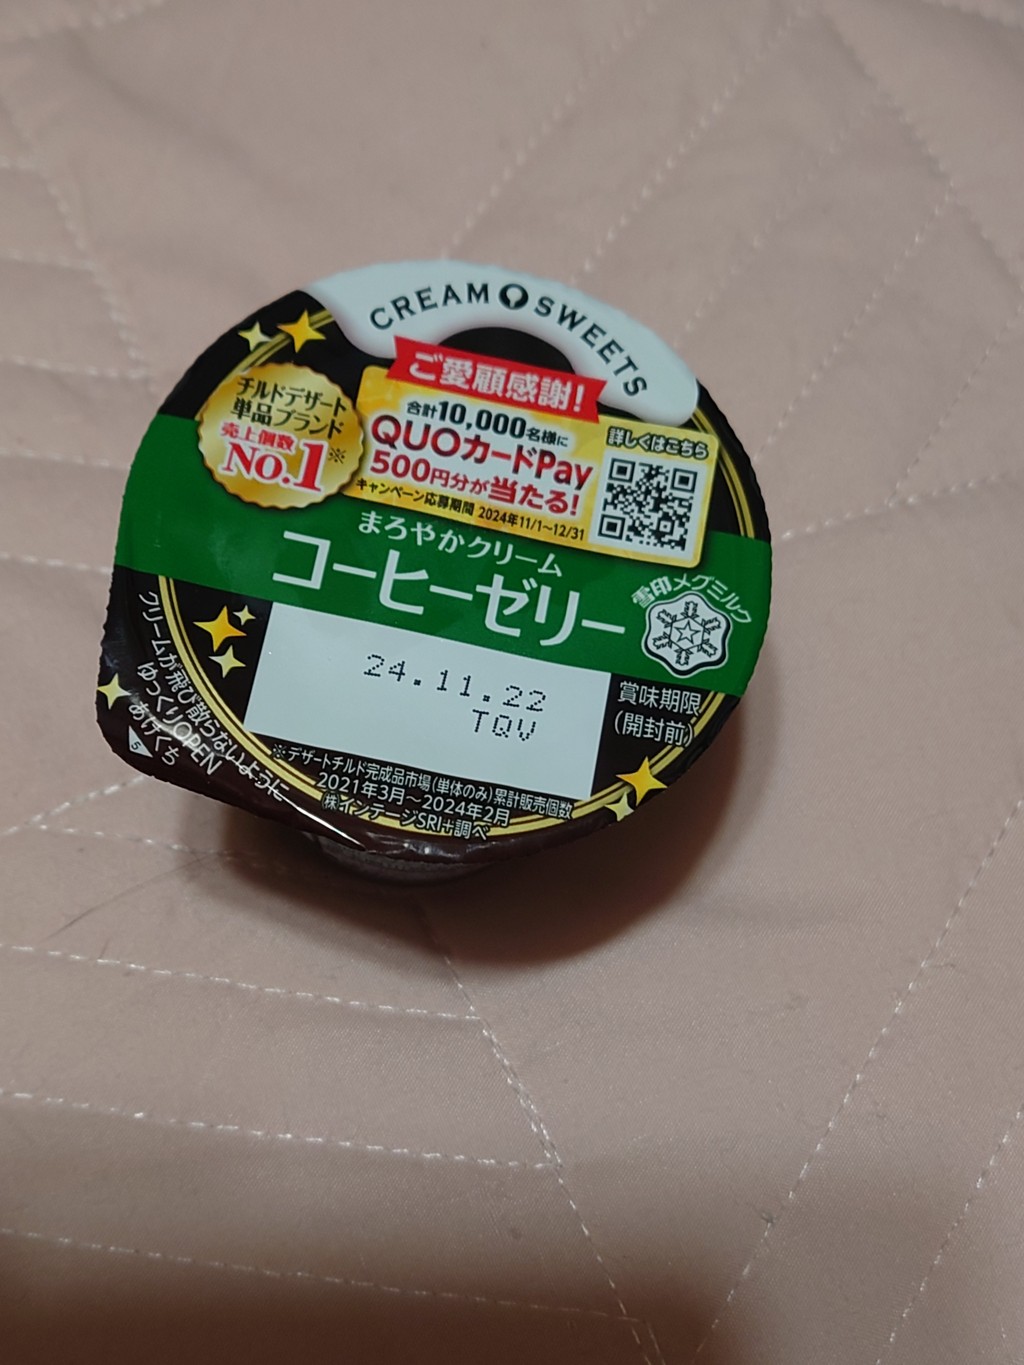 CREAM SWEETS
ご愛顧感謝!
チルドデザート
単品ブランド
売上個数
No.1※
合計10,000名様に
QUOカードPay
500円分が当たる!
キャンペーン応募期間 2024年11/1~12/31
詳しくはこちら
まろやかクリーム
コーヒーゼリー
雪印メグミルク
24.11.22
TQV
賞味期限
(開封前)
クリームが飛び散らないように
ゆっくりOPEN
あけくち
S
※デザートチルド完成品市場(単体のみ)累計販売個数
2021年3月~2024年2月
㈱インテージSRI+調べ